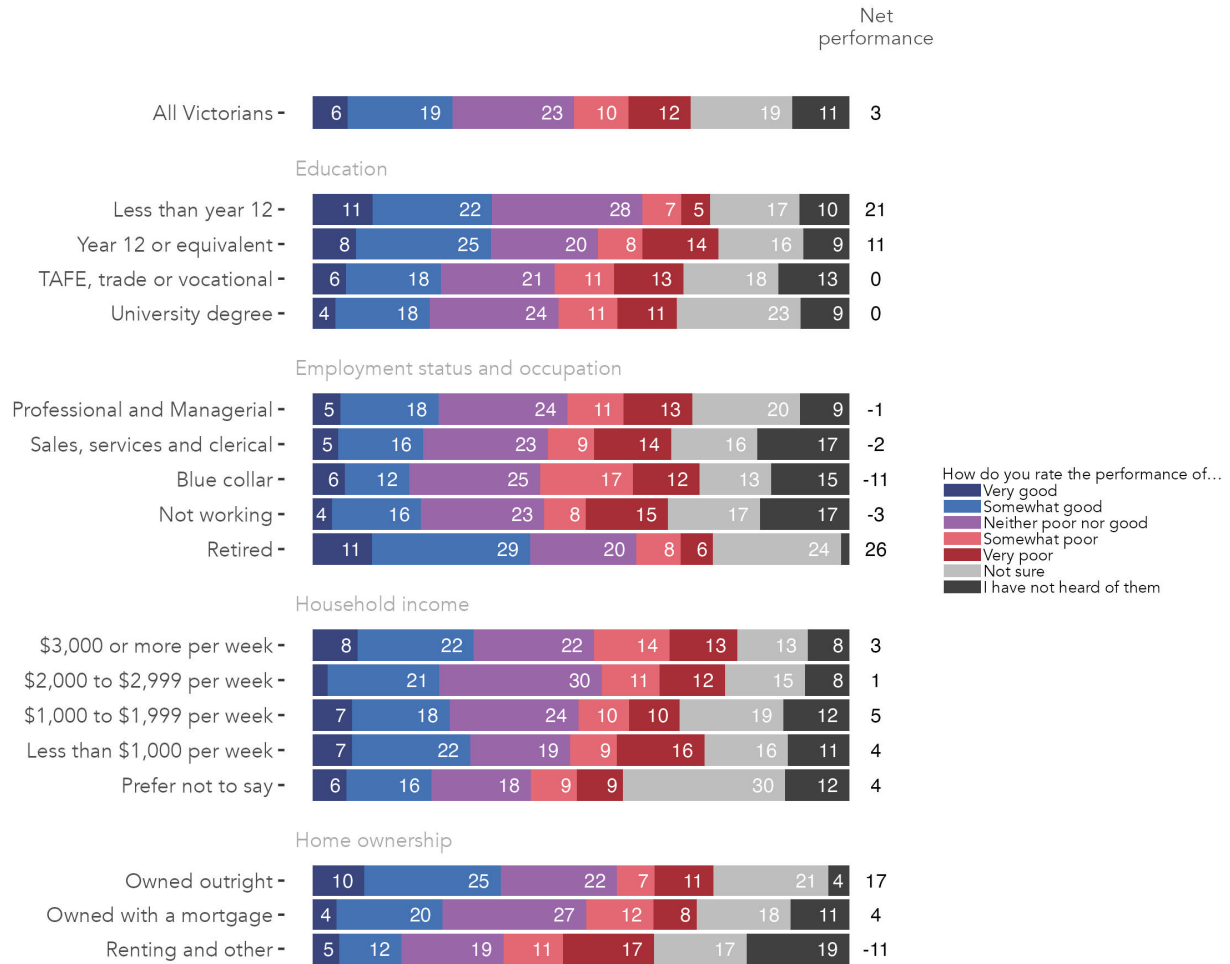 Net
performance
All Victorians - 6 19 23 10 12 19 11 3
Education
Less than year 12 - 11 22 28 7 5 17 10 21
Year 12 or equivalent - 8 25 20 8 14 16 9 11
TAFE, trade or vocational - 6 18 21 11 13 18 13 0
University degree - 4 18 24 11 11 23 9 0
Employment status and occupation
Professional and Managerial - 5 18 24 11 13 20 9 -1
Sales, services and clerical - 5 16 23 9 14 16 17 -2
Blue collar - 6 12 25 17 12 13 15 -11
Not working - 4 16 23 8 15 17 17 -3
Retired - 11 29 20 8 6 24 26
How do you rate the performance of...
Very good
Somewhat good
Neither poor nor good
Somewhat poor
Very poor
Not sure
I have not heard of them
Household income
$3,000 or more per week - 8 22 22 14 13 13 8 3
$2,000 to $2,999 per week - 21 30 11 12 15 8 1
$1,000 to $1,999 per week - 7 18 24 10 10 19 12 5
Less than $1,000 per week - 7 22 19 9 16 16 11 4
Prefer not to say - 6 16 18 9 9 30 12 4
Home ownership
Owned outright - 10 25 22 7 11 21 4 17
Owned with a mortgage - 4 20 27 12 8 18 11 4
Renting and other - 5 12 19 11 17 17 19 -11